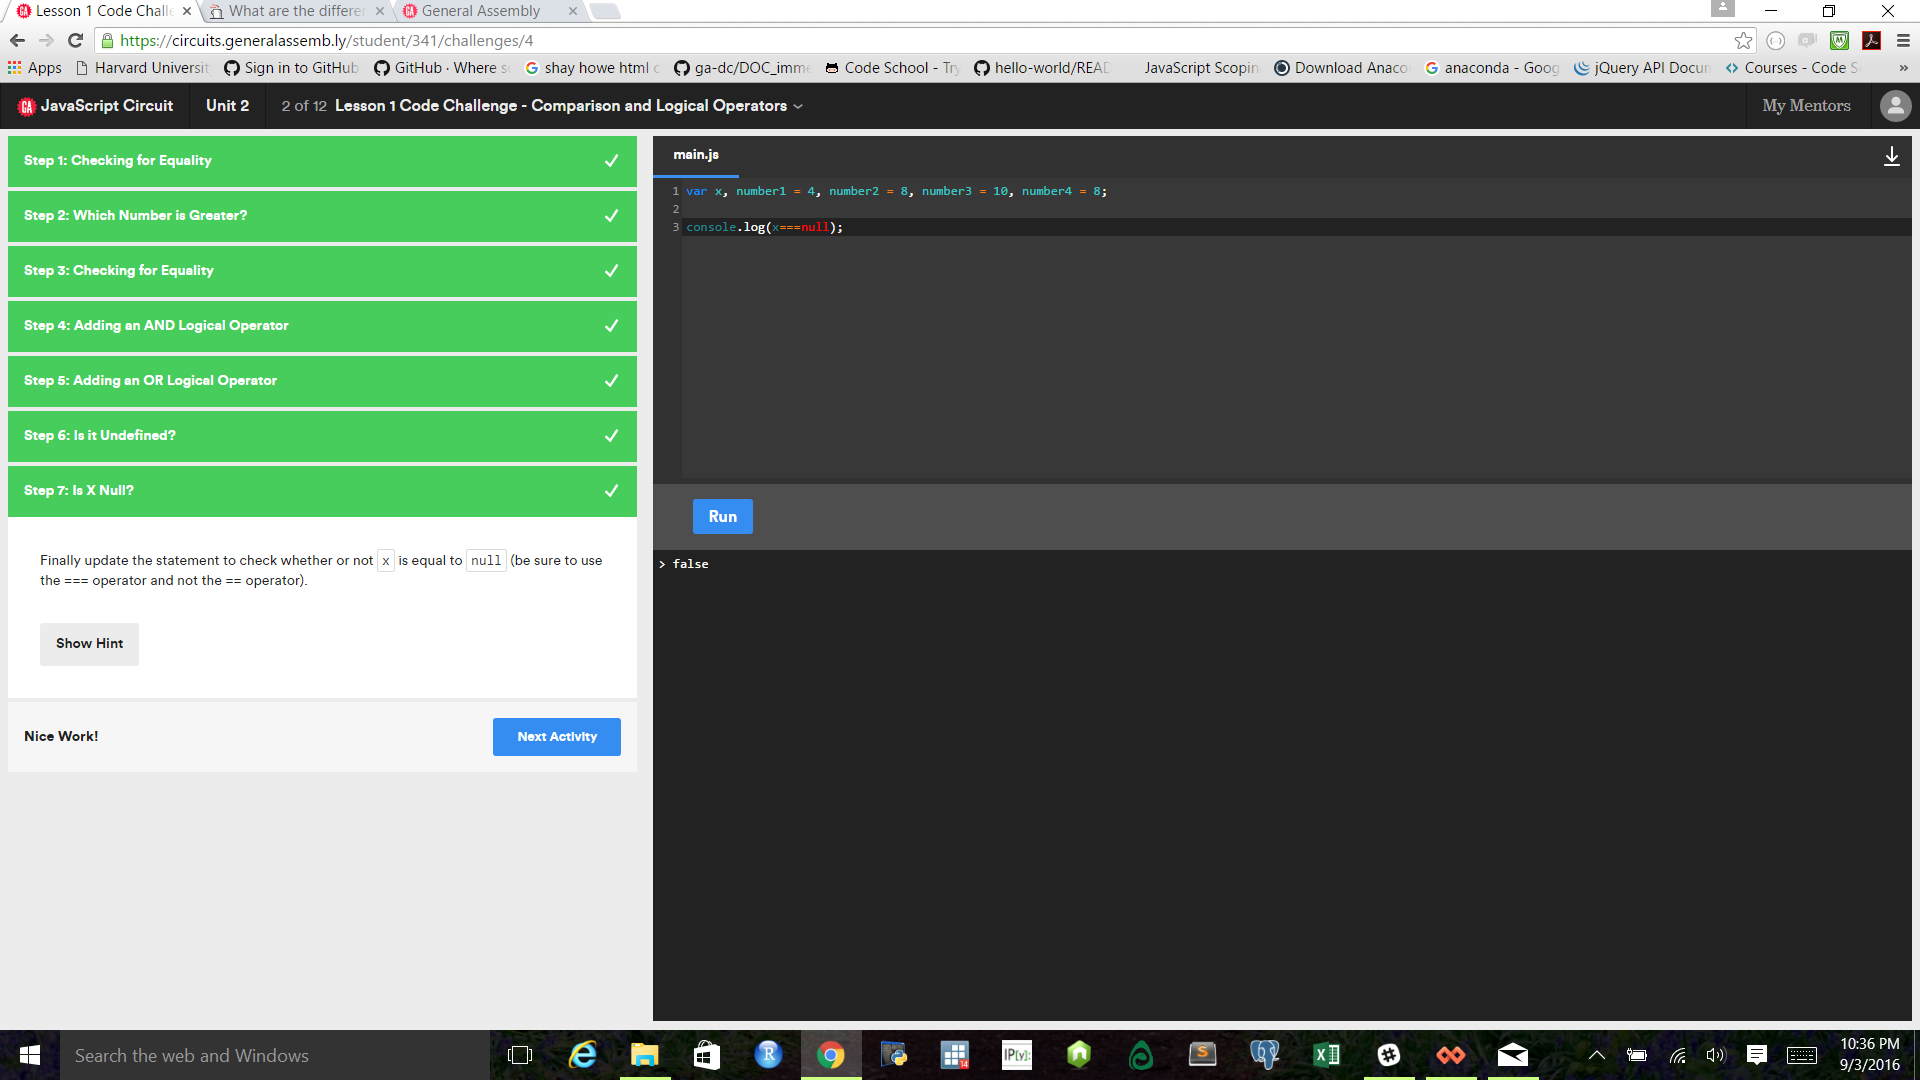 Lesson 1 Code Challe
What are the differen
General Assembly
https://circuits.generalassemb.ly/student/341/challenges/4
Apps
Harvard Universit
Sign in to GitHub
GitHub · Where s
shay howe html c
ga-dc/DOC_imme
Code School - Try
hello-world/READ
JavaScript Scopin
Download Anacon
anaconda - Goog
jQuery API Docum
Courses - Code S
»
GA JavaScript Circuit
Unit 2
2 of 12 Lesson 1 Code Challenge - Comparison and Logical Operators
My Mentors
Step 1: Checking for Equality
Step 2: Which Number is Greater?
Step 3: Checking for Equality
Step 4: Adding an AND Logical Operator
Step 5: Adding an OR Logical Operator
Step 6: Is it Undefined?
Step 7: Is X Null?
Finally update the statement to check whether or not x is equal to null (be sure to use
the === operator and not the == operator).
Show Hint
Nice Work!
Next Activity
main.js
1 var x, number1 = 4, number2 = 8, number3 = 10, number4 = 8;
2
3 console.log(x===null);
Run
> false
Search the web and Windows
10:36 PM
9/3/2016